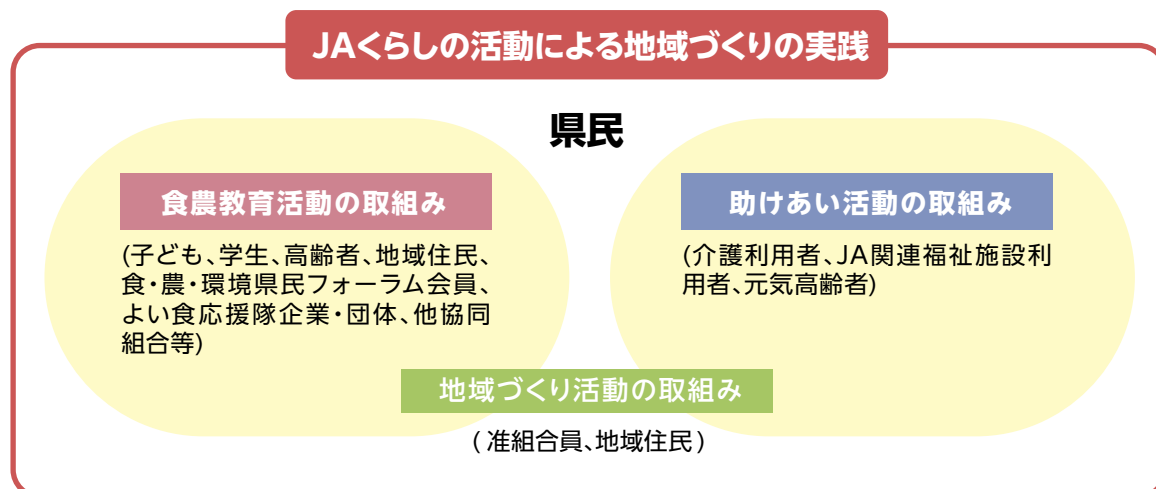 JAくらしの活動による地域づくりの実践
県民
食農教育活動の取組み
(子ども、学生、高齢者、地域住民、
食・農・環境県民フォーラム会員、
よい食応援隊企業・団体、他協同
組合等)
助けあい活動の取組み
(介護利用者、JA関連福祉施設利
用者、元気高齢者)
地域づくり活動の取組み
(准組合員、地域住民)